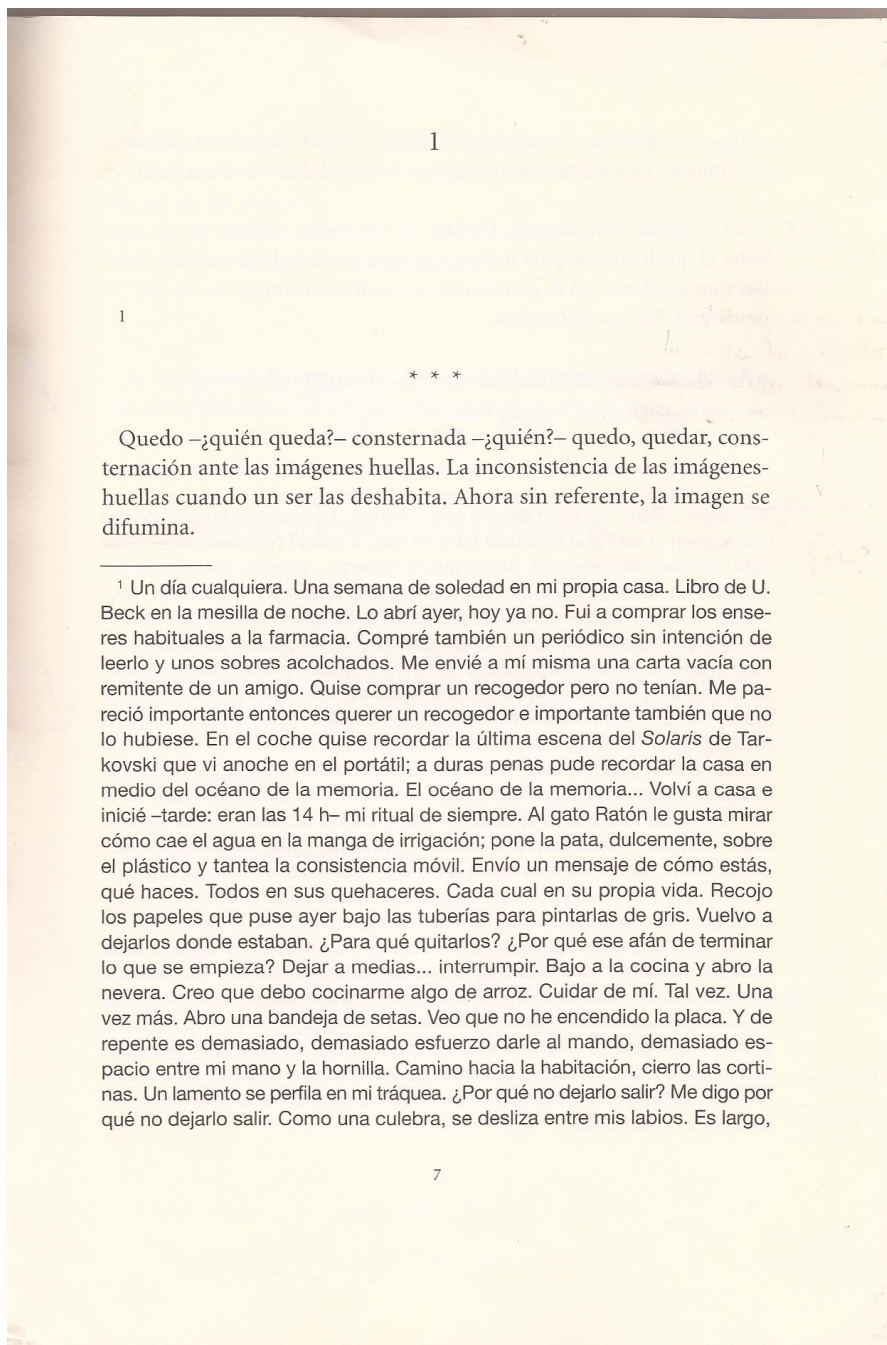 1
1
* * *
Quedo –¿quién queda?– consternada –¿quién?– quedo, quedar, cons-
ternación ante las imágenes huellas. La inconsistencia de las imágenes-
huellas cuando un ser las deshabita. Ahora sin referente, la imagen se
difumina.
1 Un día cualquiera. Una semana de soledad en mi propia casa. Libro de U.
Beck en la mesilla de noche. Lo abrí ayer, hoy ya no. Fui a comprar los ense-
res habituales a la farmacia. Compré también un periódico sin intención de
leerlo y unos sobres acolchados. Me envié a mí misma una carta vacía con
remitente de un amigo. Quise comprar un recogedor pero no tenían. Me pa-
reció importante entonces querer un recogedor e importante también que no
lo hubiese. En el coche quise recordar la última escena del Solaris de Tar-
kovski que vi anoche en el portátil; a duras penas pude recordar la casa en
medio del océano de la memoria. El océano de la memoria... Volví a casa e
inicié –tarde: eran las 14 h– mi ritual de siempre. Al gato Ratón le gusta mirar
cómo cae el agua en la manga de irrigación; pone la pata, dulcemente, sobre
el plástico y tantea la consistencia móvil. Envío un mensaje de cómo estás,
qué haces. Todos en sus quehaceres. Cada cual en su propia vida. Recojo
los papeles que puse ayer bajo las tuberías para pintarlas de gris. Vuelvo a
dejarlos donde estaban. ¿Para qué quitarlos? ¿Por qué ese afán de terminar
lo que se empieza? Dejar a medias... interrumpir. Bajo a la cocina y abro la
nevera. Creo que debo cocinarme algo de arroz. Cuidar de mí. Tal vez. Una
vez más. Abro una bandeja de setas. Veo que no he encendido la placa. Y de
repente es demasiado, demasiado esfuerzo darle al mando, demasiado es-
pacio entre mi mano y la hornilla. Camino hacia la habitación, cierro las corti-
nas. Un lamento se perfila en mi tráquea. ¿Por qué no dejarlo salir? Me digo por
qué no dejarlo salir. Como una culebra, se desliza entre mis labios. Es largo,
7